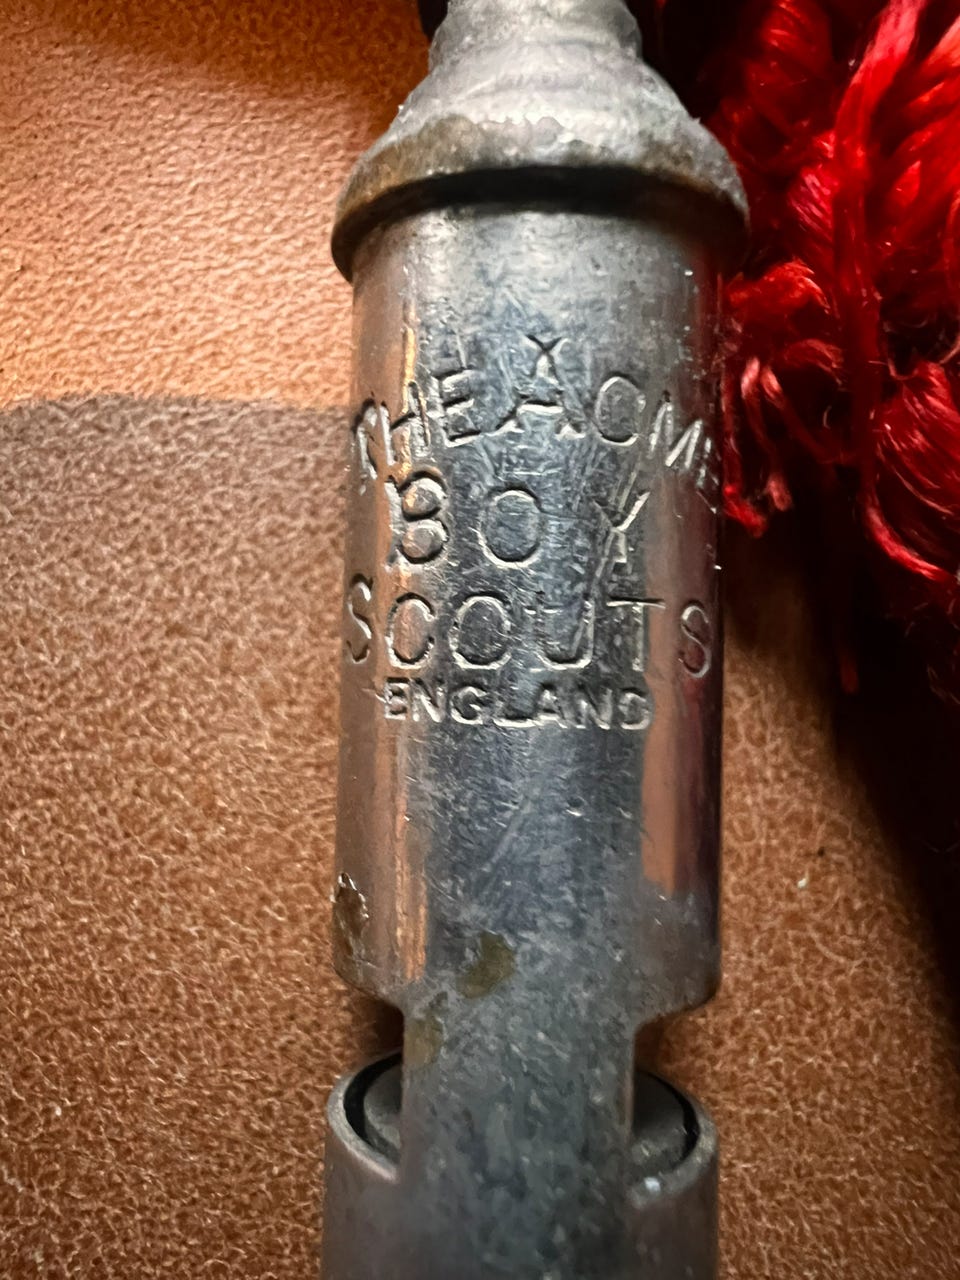 THE ACME
BOY
SCOUTS
ENGLAND